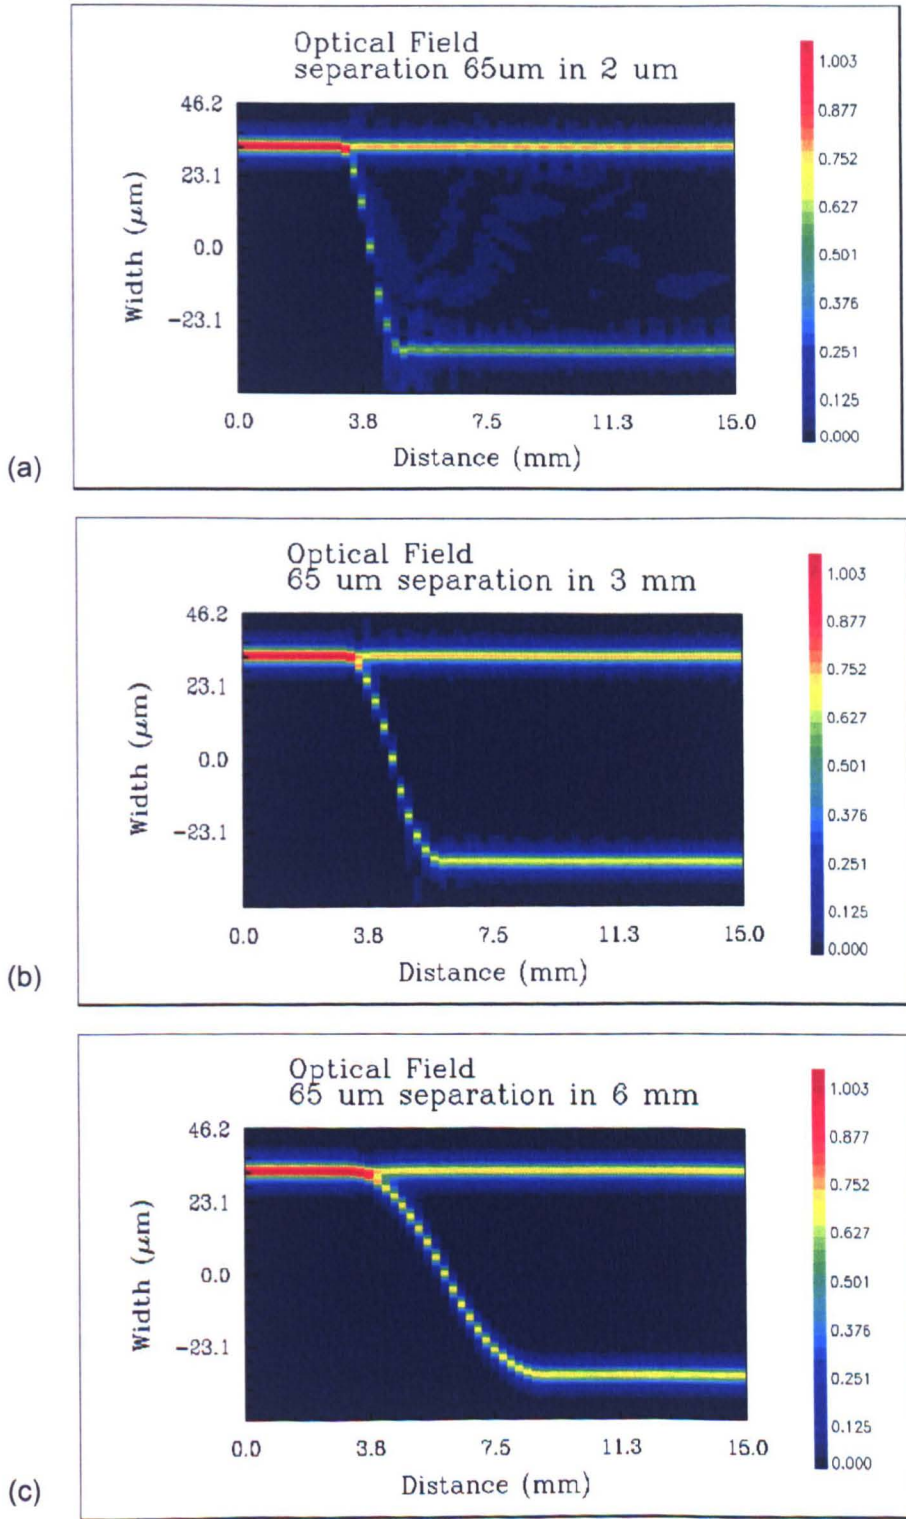 Optical Field
separation 65um in 2 um
46.2
23.1
0.0
−23.1
Width (μm)
0.0 3.8 7.5 11.3 15.0
Distance (mm)
1.003
0.877
0.752
0.627
0.501
0.376
0.251
0.125
0.000
(a)
Optical Field
65 um separation in 3 mm
46.2
23.1
0.0
−23.1
Width (μm)
0.0 3.8 7.5 11.3 15.0
Distance (mm)
1.003
0.877
0.752
0.627
0.501
0.376
0.251
0.125
0.000
(b)
Optical Field
65 um separation in 6 mm
46.2
23.1
0.0
−23.1
Width (μm)
0.0 3.8 7.5 11.3 15.0
Distance (mm)
1.003
0.877
0.752
0.627
0.501
0.376
0.251
0.125
0.000
(c)